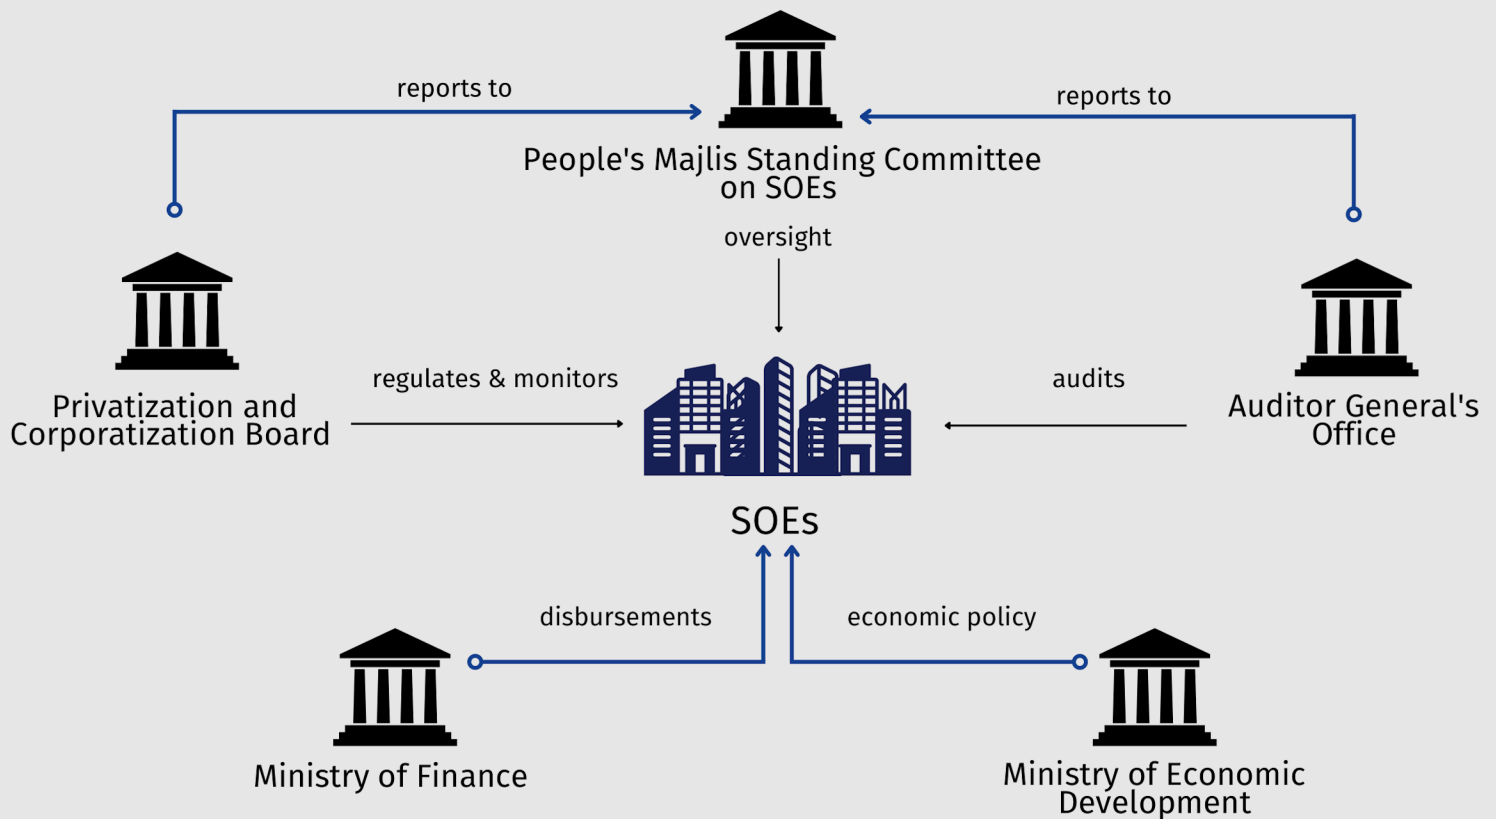 reports to
reports to
People's Majlis Standing Committee
on SOEs
oversight
regulates & monitors
audits
Privatization and
Corporatization Board
Auditor General's
Office
SOEs
disbursements
economic policy
Ministry of Finance
Ministry of Economic
Development